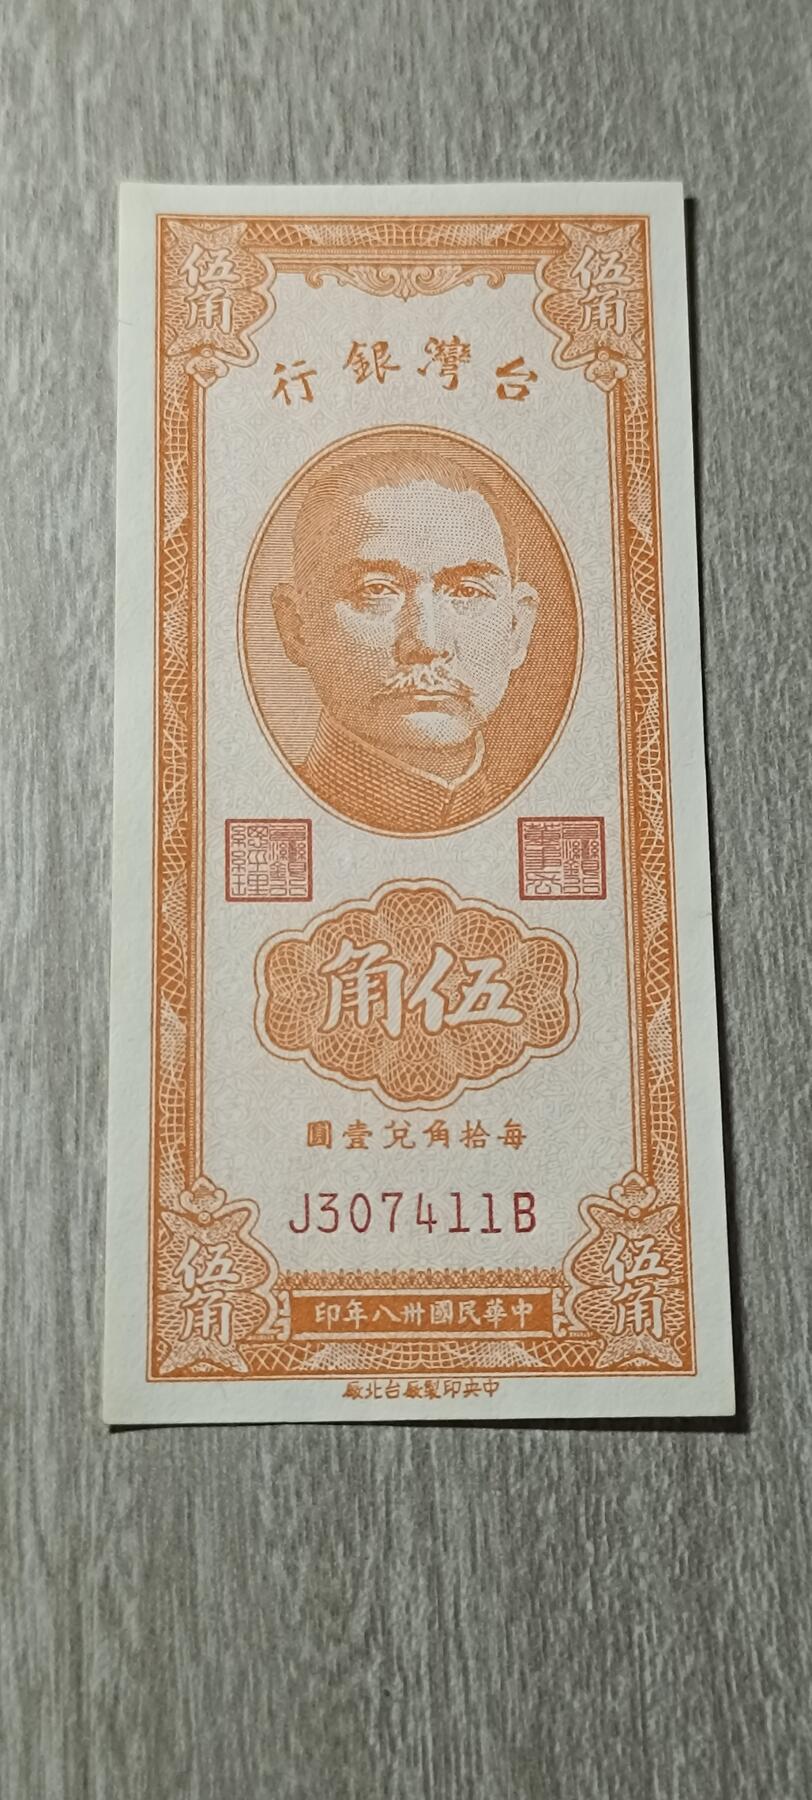 伍角
伍角
台灣銀行
伍角
每拾角兌壹圓
J307411B
伍角
伍角
中華民國卅八年印
中央印製廠台北廠